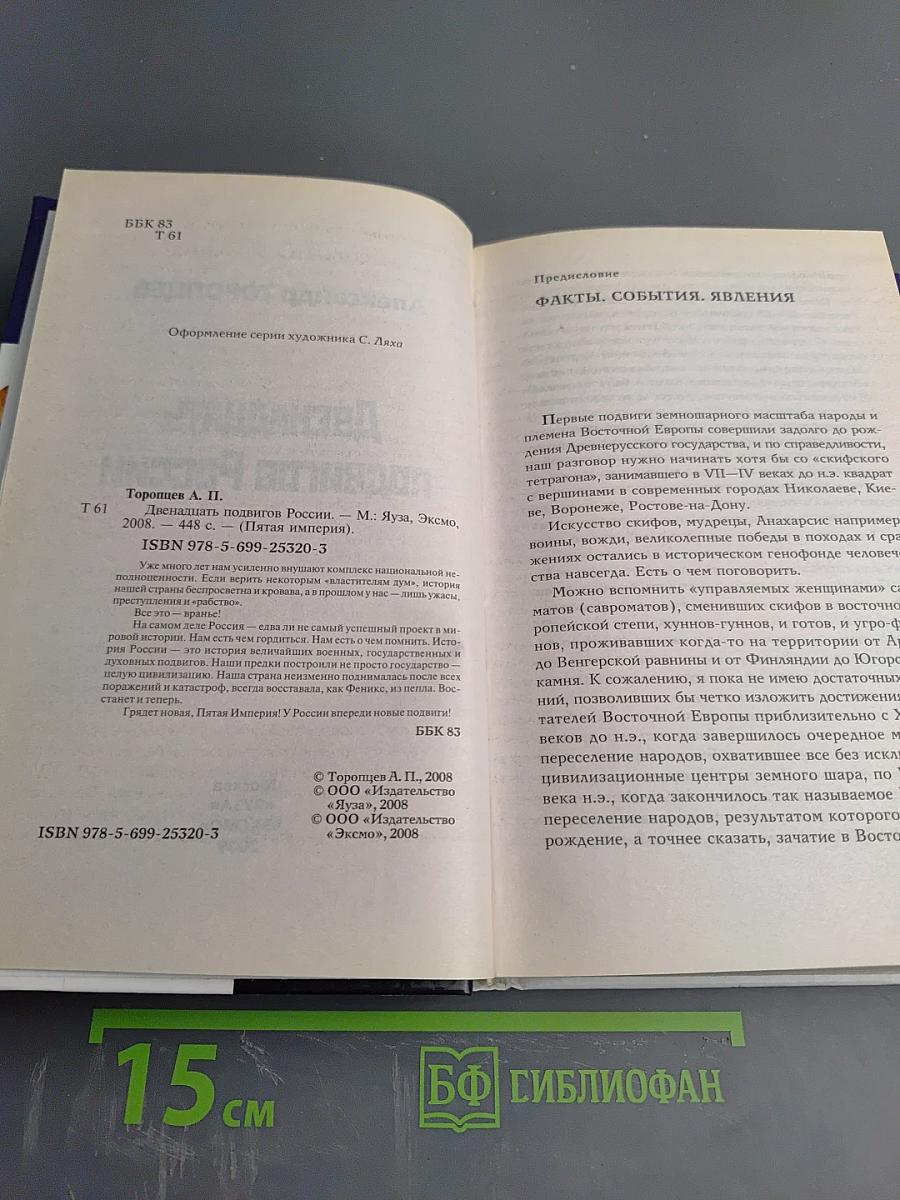 ББК 83
Т 61
Оформление серии художника С. Ляха
Торопцев А. П.
Т 61 Двенадцать подвигов России. — М.: Яуза, Эксмо,
2008. — 448 с. — (Пятая империя).
ISBN 978-5-699-25320-3
Уже много лет нам усиленно внушают комплекс национальной не-
полноценности. Если верить некоторым «властителям дум», история
нашей страны беспросветна и кровава, а в прошлом у нас — лишь ужасы,
преступления и «рабство».
Все это — вранье!
На самом деле Россия — едва ли не самый успешный проект в ми-
ровой истории. Нам есть чем гордиться. Нам есть о чем помнить. Исто-
рия России — это история величайших военных, государственных и
духовных подвигов. Наши предки построили не просто государство —
целую цивилизацию. Наша страна неизменно поднималась после всех
поражений и катастроф, всегда восставала, как Феникс, из пепла. Вос-
станет и теперь.
Грядет новая, Пятая Империя! У России впереди новые подвиги!
ББК 83
© Торопцев А. П., 2008
© ООО «Издательство
«Яуза», 2008
© ООО «Издательство
«Эксмо», 2008
ISBN 978-5-699-25320-3
Предисловие
ФАКТЫ. СОБЫТИЯ. ЯВЛЕНИЯ
Первые подвиги земношарного масштаба народы и
племена Восточной Европы совершили задолго до рож-
дения Древнерусского государства, и по справедливости,
наш разговор нужно начинать хотя бы со «скифского
тетрагона», занимавшего в VII—IV веках до н.э. квадрат
с вершинами в современных городах Николаеве, Кие-
ве, Воронеже, Ростове-на-Дону.
Искусство скифов, мудрецы, Анахарсис например
воины, вожди, великолепные победы в походах и сра
жениях остались в историческом генофонде человече
ства навсегда. Есть о чем поговорить.
Можно вспомнить «управляемых женщинами» са
матов (савроматов), сменивших скифов в восточно
ропейской степи, хуннов-гуннов, и готов, и угро-ф
нов, проживавших когда-то на территории от Ар
до Венгерской равнины и от Финляндии до Югорс
камня. К сожалению, я пока не имею достаточных
ний, позволивших бы четко изложить достижения
тателей Восточной Европы приблизительно с X
веков до н.э., когда завершилось очередное м
переселение народов, охватившее все без искл
цивилизационные центры земного шара, по V
века н.э., когда закончилось так называемое
переселение народов, результатом которого
рождение, а точнее сказать, зачатие в Восто
15 см
БФ БИБЛИОФАН